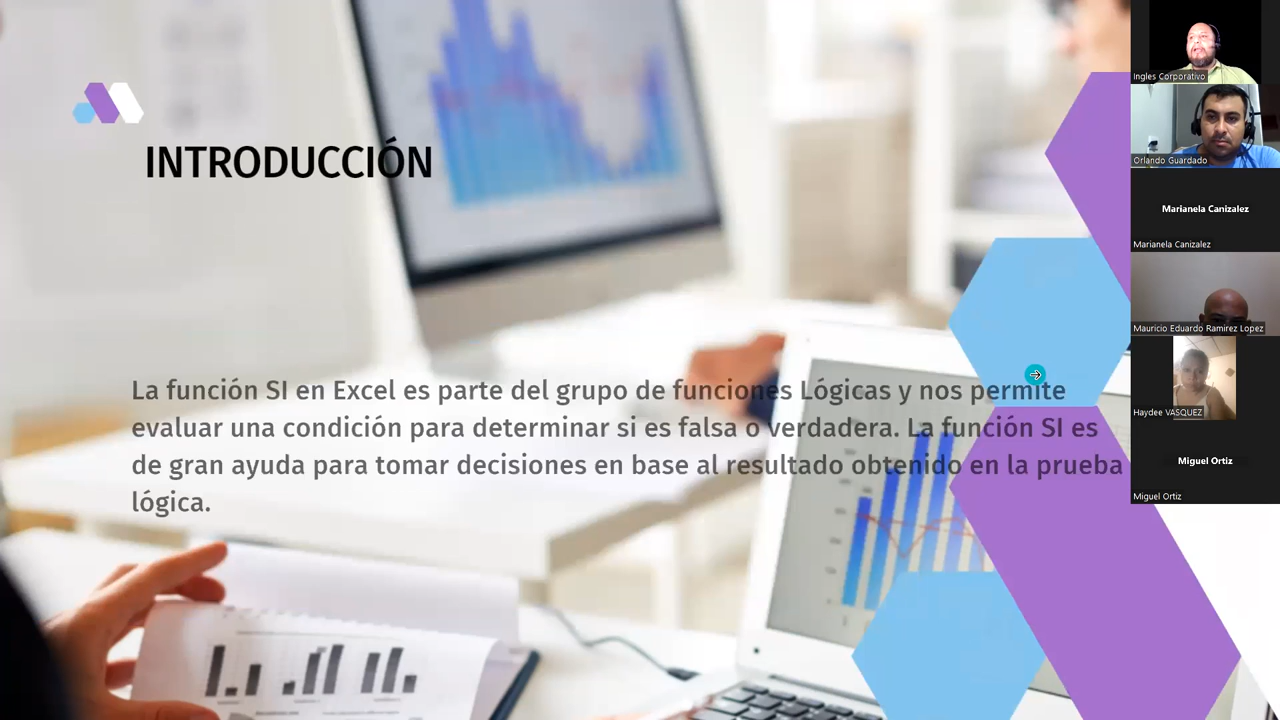 INTRODUCCIÓN
La función SI en Excel es parte del grupo de funciones Lógicas y nos permite
evaluar una condición para determinar si es falsa o verdadera. La función SI es
de gran ayuda para tomar decisiones en base al resultado obtenido en la prueba
lógica.
Ingles Corporativo
Orlando Guardado
Marianela Canizalez
Marianela Canizalez
Mauricio Eduardo Ramirez Lopez
Haydee VASQUEZ
Miguel Ortiz
Miguel Ortiz